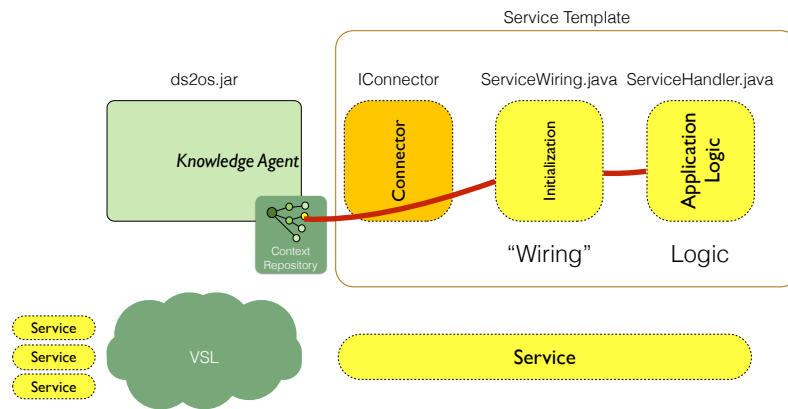 Service Template
ds2os.jar
IConnector
ServiceWiring.java
ServiceHandler.java
Knowledge Agent
Connector
Initialization
Application
Logic
Context
Repository
“Wiring”
Logic
Service
Service
Service
VSL
Service